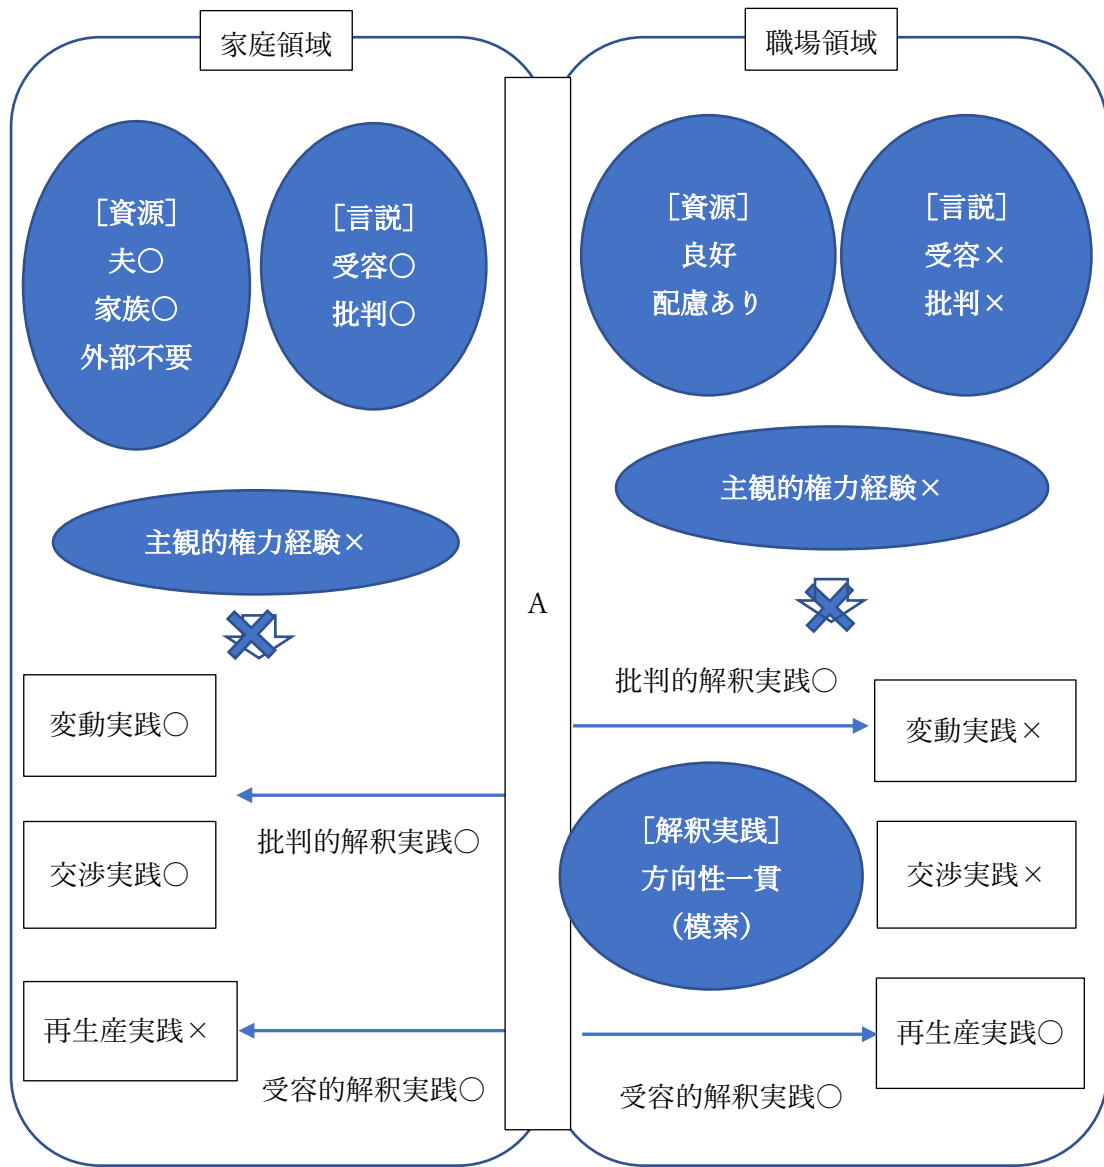 家庭領域
職場領域
［資源］
夫○
家族○
外部不要
［言説］
受容○
批判○
［資源］
良好
配慮あり
［言説］
受容×
批判×
主観的権力経験×
主観的権力経験×
A
変動実践○
批判的解釈実践○
交渉実践○
再生産実践×
受容的解釈実践○
批判的解釈実践○
変動実践×
［解釈実践］
方向性一貫
（模索）
交渉実践×
再生産実践○
受容的解釈実践○